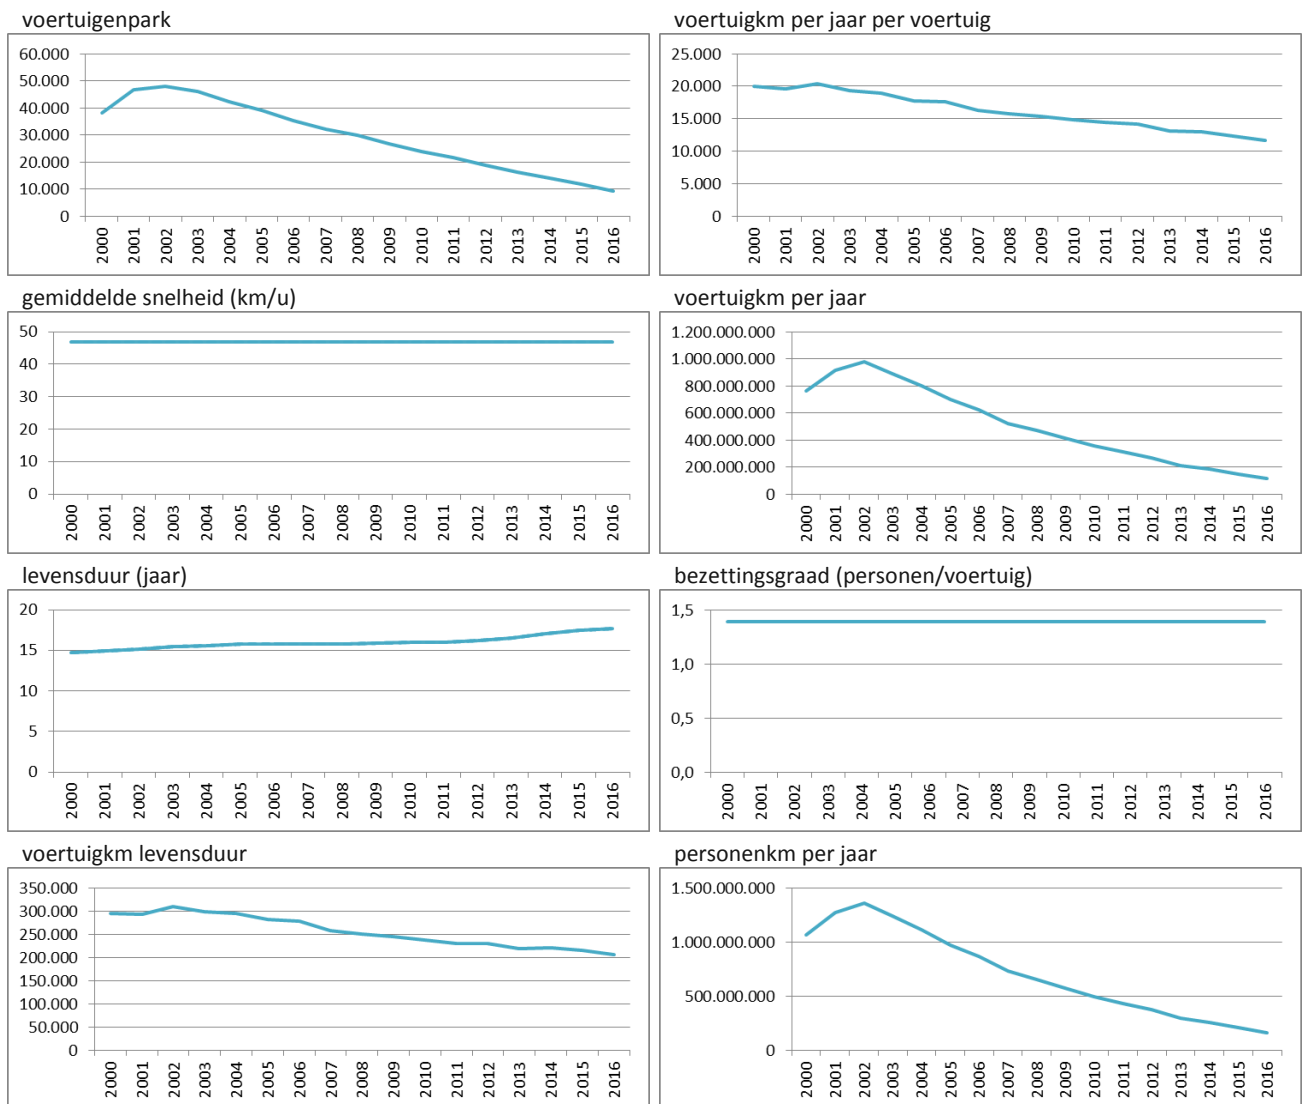 voertuigenpark
60.000
50.000
40.000
30.000
20.000
10.000
0
2000 2001 2002 2003 2004 2005 2006 2007 2008 2009 2010 2011 2012 2013 2014 2015 2016
voertuigkm per jaar per voertuig
25.000
20.000
15.000
10.000
5.000
0
2000 2001 2002 2003 2004 2005 2006 2007 2008 2009 2010 2011 2012 2013 2014 2015 2016
gemiddelde snelheid (km/u)
50
40
30
20
10
0
2000 2001 2002 2003 2004 2005 2006 2007 2008 2009 2010 2011 2012 2013 2014 2015 2016
voertuigkm per jaar
1.200.000.000
1.000.000.000
800.000.000
600.000.000
400.000.000
200.000.000
0
2000 2001 2002 2003 2004 2005 2006 2007 2008 2009 2010 2011 2012 2013 2014 2015 2016
levensduur (jaar)
20
15
10
5
0
2000 2001 2002 2003 2004 2005 2006 2007 2008 2009 2010 2011 2012 2013 2014 2015 2016
bezettingsgraad (personen/voertuig)
1,5
1,0
0,5
0,0
2000 2001 2002 2003 2004 2005 2006 2007 2008 2009 2010 2011 2012 2013 2014 2015 2016
voertuigkm levensduur
350.000
300.000
250.000
200.000
150.000
100.000
50.000
0
2000 2001 2002 2003 2004 2005 2006 2007 2008 2009 2010 2011 2012 2013 2014 2015 2016
personenkm per jaar
1.500.000.000
1.000.000.000
500.000.000
0
2000 2001 2002 2003 2004 2005 2006 2007 2008 2009 2010 2011 2012 2013 2014 2015 2016